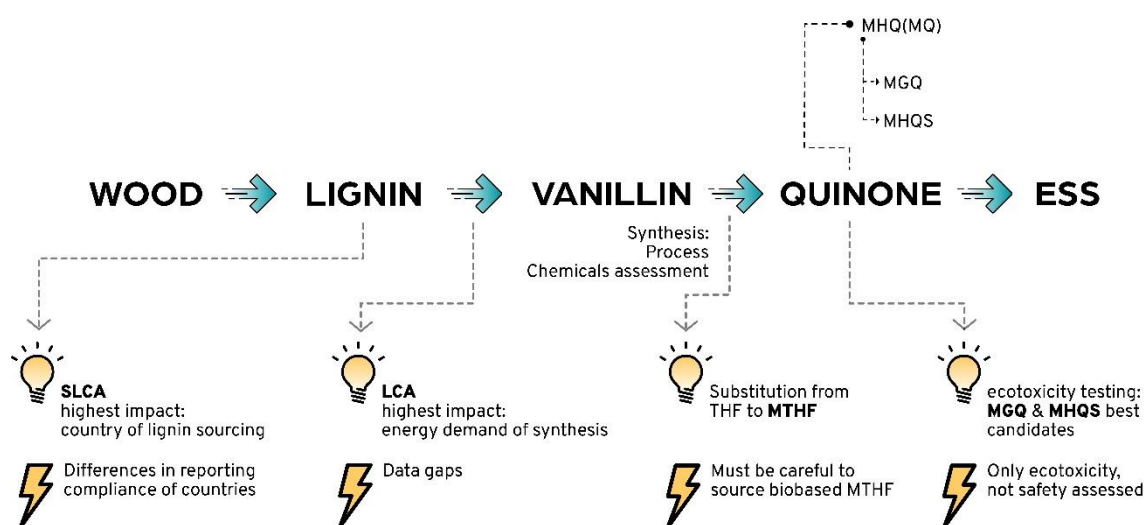 MHQ(MQ)
MGQ
MHQS
WOOD
LIGNIN
VANILLIN
QUINONE
ESS
Synthesis:
Process
Chemicals assessment
SLCA
highest impact:
country of lignin sourcing
Differences in reporting
compliance of countries
LCA
highest impact:
energy demand of synthesis
Data gaps
Substitution from
THF to MTHF
Must be careful to
source biobased MTHF
ecotoxicity testing:
MGQ & MHQS best
candidates
Only ecotoxicity,
not safety assessed